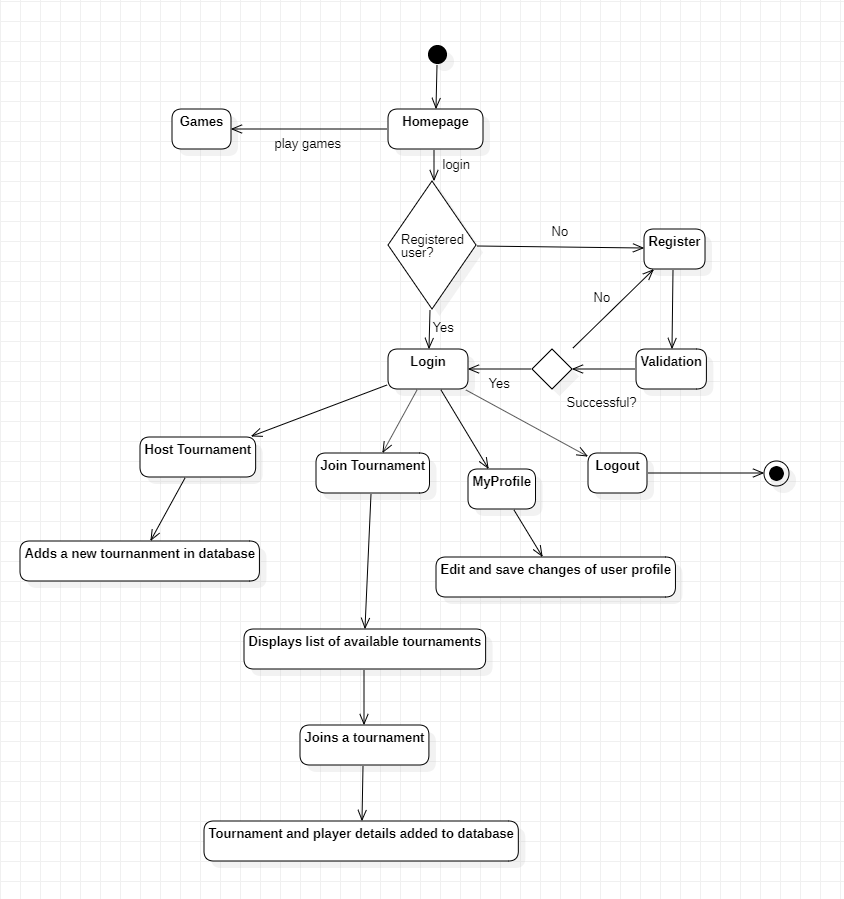 Games
Homepage
play games
login
Registered
user?
No
Register
No
Yes
Login
Yes
Validation
Successful?
Host Tournament
Join Tournament
MyProfile
Logout
Adds a new tournanment in database
Edit and save changes of user profile
Displays list of available tournaments
Joins a tournament
Tournament and player details added to database